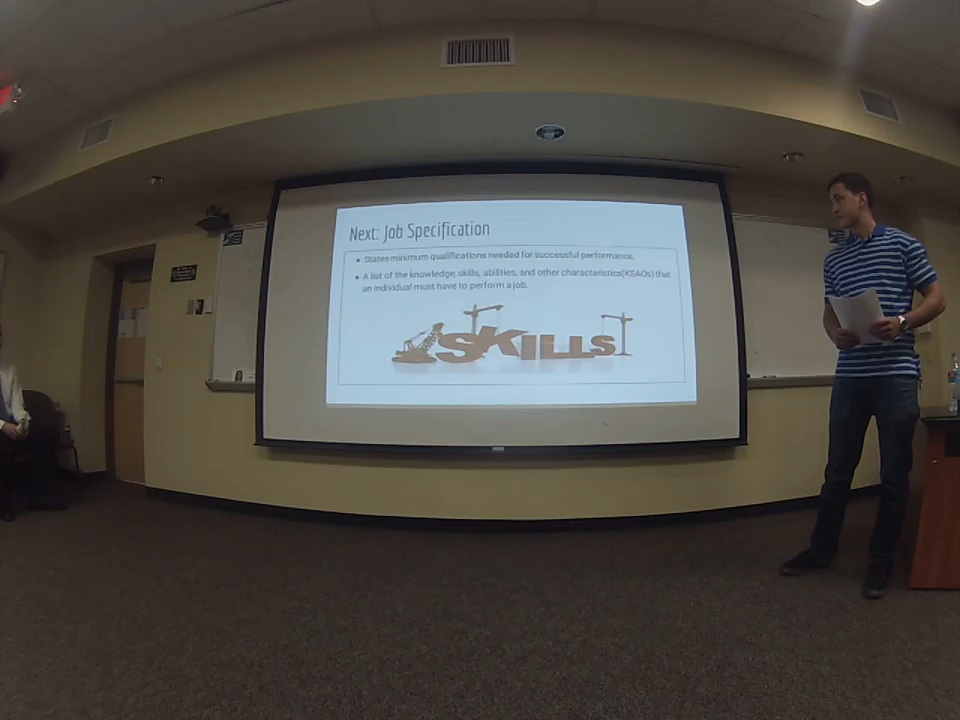 Next: Job Specification
• States minimum qualifications needed for successful performance.
• A list of the knowledge, skills, abilities, and other characteristics(KSAOs) that
an individual must have to perform a job.
SKILLS